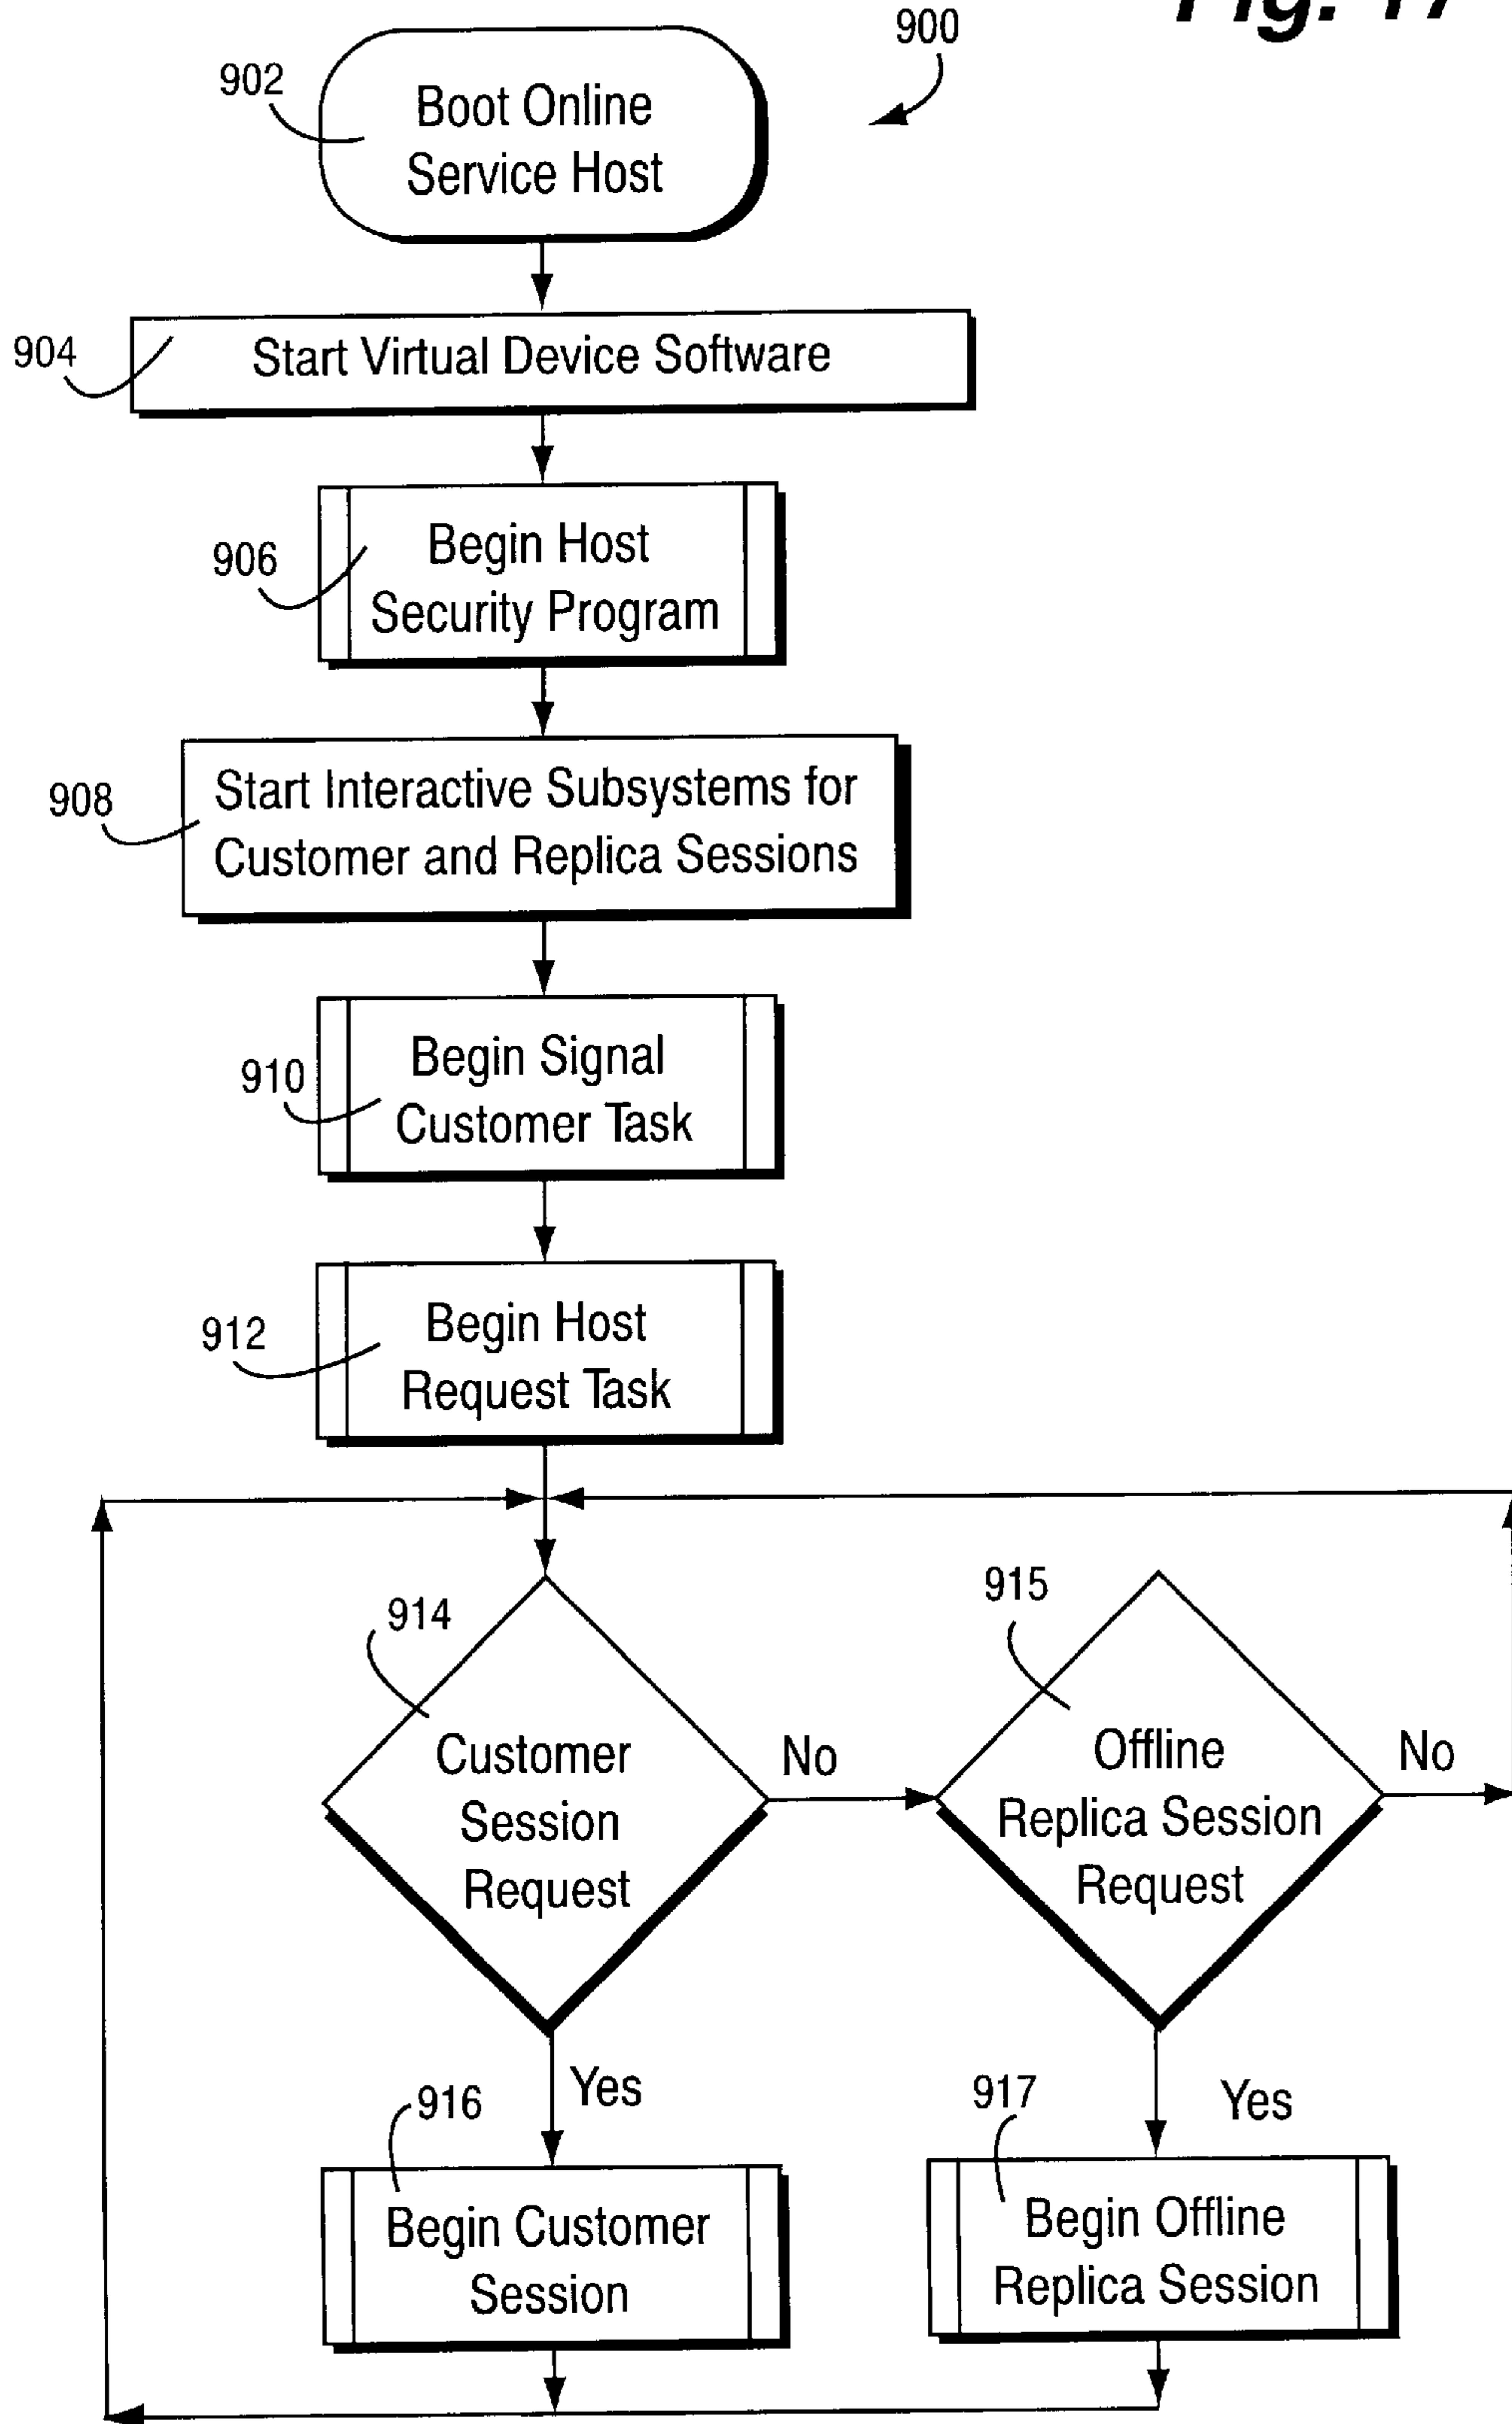 Fig. 17
900
902
Boot Online
Service Host
904
Start Virtual Device Software
906
Begin Host
Security Program
908
Start Interactive Subsystems for
Customer and Replica Sessions
910
Begin Signal
Customer Task
912
Begin Host
Request Task
914
Customer
Session
Request
No
915
Offline
Replica Session
Request
No
Yes
Yes
916
Begin Customer
Session
917
Begin Offline
Replica Session